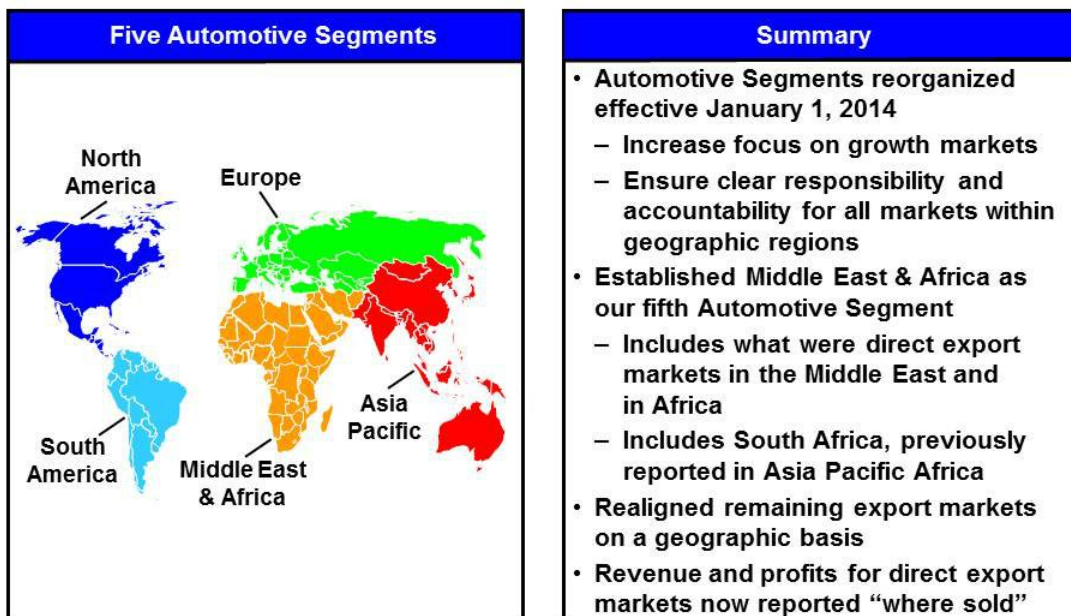 Five Automotive Segments
North
America
Europe
South
America
Middle East
& Africa
Asia
Pacific
Summary
• Automotive Segments reorganized
effective January 1, 2014
– Increase focus on growth markets
– Ensure clear responsibility and
accountability for all markets within
geographic regions
• Established Middle East & Africa as
our fifth Automotive Segment
– Includes what were direct export
markets in the Middle East and
in Africa
– Includes South Africa, previously
reported in Asia Pacific Africa
• Realigned remaining export markets
on a geographic basis
• Revenue and profits for direct export
markets now reported “where sold”